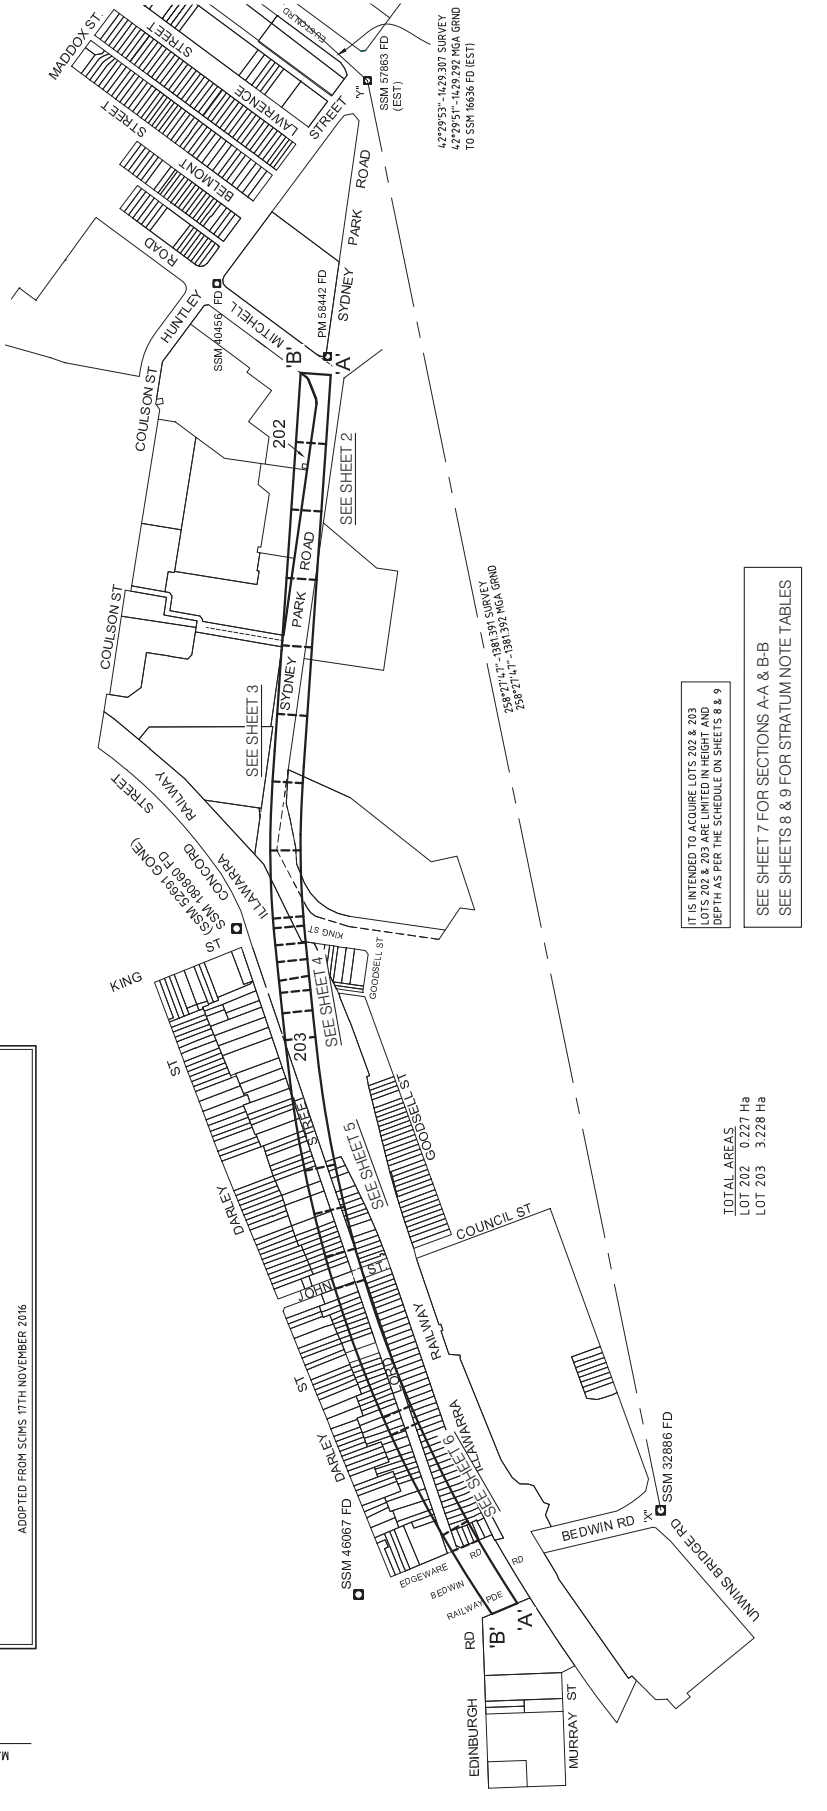 MADDOX ST.
STREET
EUSTON RD
LAWRENCE
STREET
STREET
BELMONT
ROAD
HUNTLEY
MITCHELL
SYDNEY PARK ROAD
"Y"
SSM 57863 FD
(EST)
42°29'53"-1429.307 SURVEY
42°29'51"-1429.292 MGA GRND
TO SSM 16636 FD (EST)
SSM 40456 FD
PM 58442 FD
'B'
'A'
COULSON ST
202
SEE SHEET 2
SYDNEY PARK ROAD
COULSON ST
SEE SHEET 3
258°27'47"-1381.391 SURVEY
258°27'47"-1381.392 MGA GRND
STREET
RAILWAY
CONCORD
ILLAWARRA
(SSM 52691 GONE)
SSM 180860 FD
KING ST
KING ST
GOODSELL ST
SEE SHEET 4
203
ST
DARLEY
STREE
SEE SHEET 5
GOODSELL ST
COUNCIL ST
JOHN ST.
ST
DARLEY
ORD
RAILWAY
ILLAWARRA
SEE SHEET 6
SSM 46067 FD
EDGEWARE RD
BEDWIN RD
RAILWAY PDE
'B'
'A'
BEDWIN RD
"X"
SSM 32886 FD
UNWINS BRIDGE RD
EDINBURGH RD
MURRAY ST
IT IS INTENDED TO ACQUIRE LOTS 202 & 203
LOTS 202 & 203 ARE LIMITED IN HEIGHT AND
DEPTH AS PER THE SCHEDULE ON SHEETS 8 & 9
SEE SHEET 7 FOR SECTIONS A-A & B-B
SEE SHEETS 8 & 9 FOR STRATUM NOTE TABLES
TOTAL AREAS
LOT 202 0.227 Ha
LOT 203 3.228 Ha
ADOPTED FROM SCIMS 17TH NOVEMBER 2016